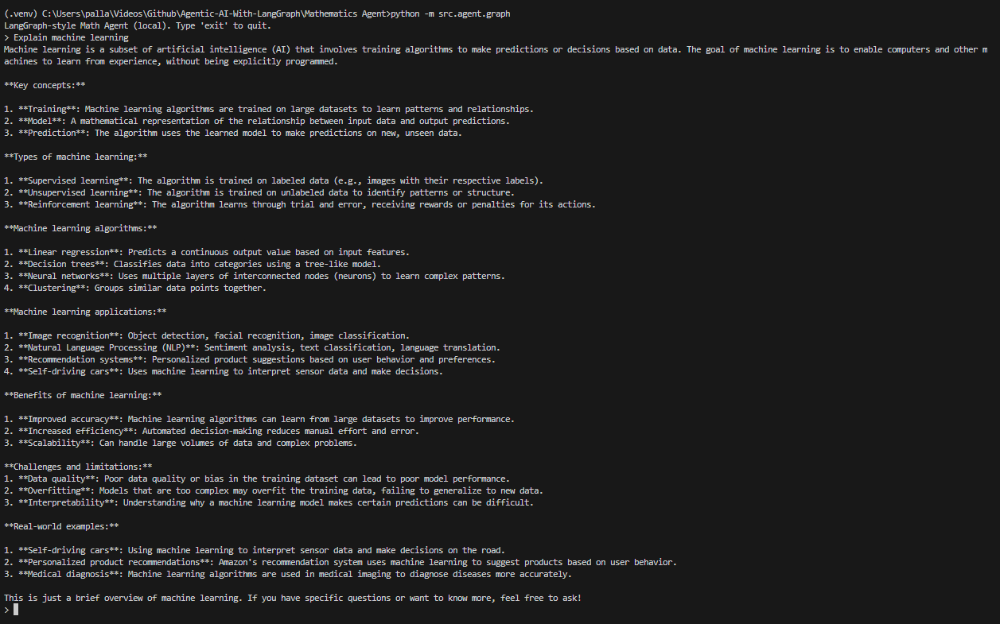 (.venv) C:\Users\palla\Videos\Github\Agentic-AI-With-LangGraph\Mathematics Agent>python -m src.agent.graph
LangGraph-style Math Agent (local). Type 'exit' to quit.
> Explain machine learning
Machine learning is a subset of artificial intelligence (AI) that involves training algorithms to make predictions or decisions based on data. The goal of machine learning is to enable computers and other m
achines to learn from experience, without being explicitly programmed.
**Key concepts:**
1. **Training**: Machine learning algorithms are trained on large datasets to learn patterns and relationships.
2. **Model**: A mathematical representation of the relationship between input data and output predictions.
3. **Prediction**: The algorithm uses the learned model to make predictions on new, unseen data.
**Types of machine learning:**
1. **Supervised learning**: The algorithm is trained on labeled data (e.g., images with their respective labels).
2. **Unsupervised learning**: The algorithm is trained on unlabeled data to identify patterns or structure.
3. **Reinforcement learning**: The algorithm learns through trial and error, receiving rewards or penalties for its actions.
**Machine learning algorithms:**
1. **Linear regression**: Predicts a continuous output value based on input features.
2. **Decision trees**: Classifies data into categories using a tree-like model.
3. **Neural networks**: Uses multiple layers of interconnected nodes (neurons) to learn complex patterns.
4. **Clustering**: Groups similar data points together.
**Machine learning applications:**
1. **Image recognition**: Object detection, facial recognition, image classification.
2. **Natural Language Processing (NLP)**: Sentiment analysis, text classification, language translation.
3. **Recommendation systems**: Personalized product suggestions based on user behavior and preferences.
4. **Self-driving cars**: Uses machine learning to interpret sensor data and make decisions.
**Benefits of machine learning:**
1. **Improved accuracy**: Machine learning algorithms can learn from large datasets to improve performance.
2. **Increased efficiency**: Automated decision-making reduces manual effort and error.
3. **Scalability**: Can handle large volumes of data and complex problems.
**Challenges and limitations:**
1. **Data quality**: Poor data quality or bias in the training dataset can lead to poor model performance.
2. **Overfitting**: Models that are too complex may overfit the training data, failing to generalize to new data.
3. **Interpretability**: Understanding why a machine learning model makes certain predictions can be difficult.
**Real-world examples:**
1. **Self-driving cars**: Using machine learning to interpret sensor data and make decisions on the road.
2. **Personalized product recommendations**: Amazon's recommendation system uses machine learning to suggest products based on user behavior.
3. **Medical diagnosis**: Machine learning algorithms are used in medical imaging to diagnose diseases more accurately.
This is just a brief overview of machine learning. If you have specific questions or want to know more, feel free to ask!
>